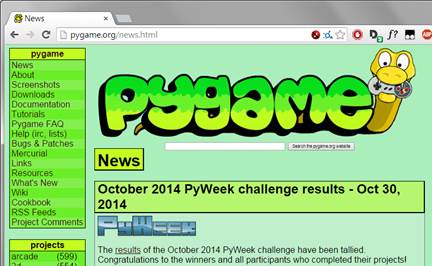 News
pygame.org/news.html
pygame
pygame
News
About
Screenshots
Downloads
Documentation
Tutorials
Pygame FAQ
Help (irc, lists)
Bugs & Patches
Mercurial
Links
Resources
What's New
Wiki
Cookbook
RSS Feeds
Project Comments
projects
arcade (599)
2d (554)
Search the pygame.org website
News
October 2014 PyWeek challenge results - Oct 30,
2014
PyWeek
The results of the October 2014 PyWeek challenge have been tallied.
Congratulations to the winners and all participants who completed their projects!